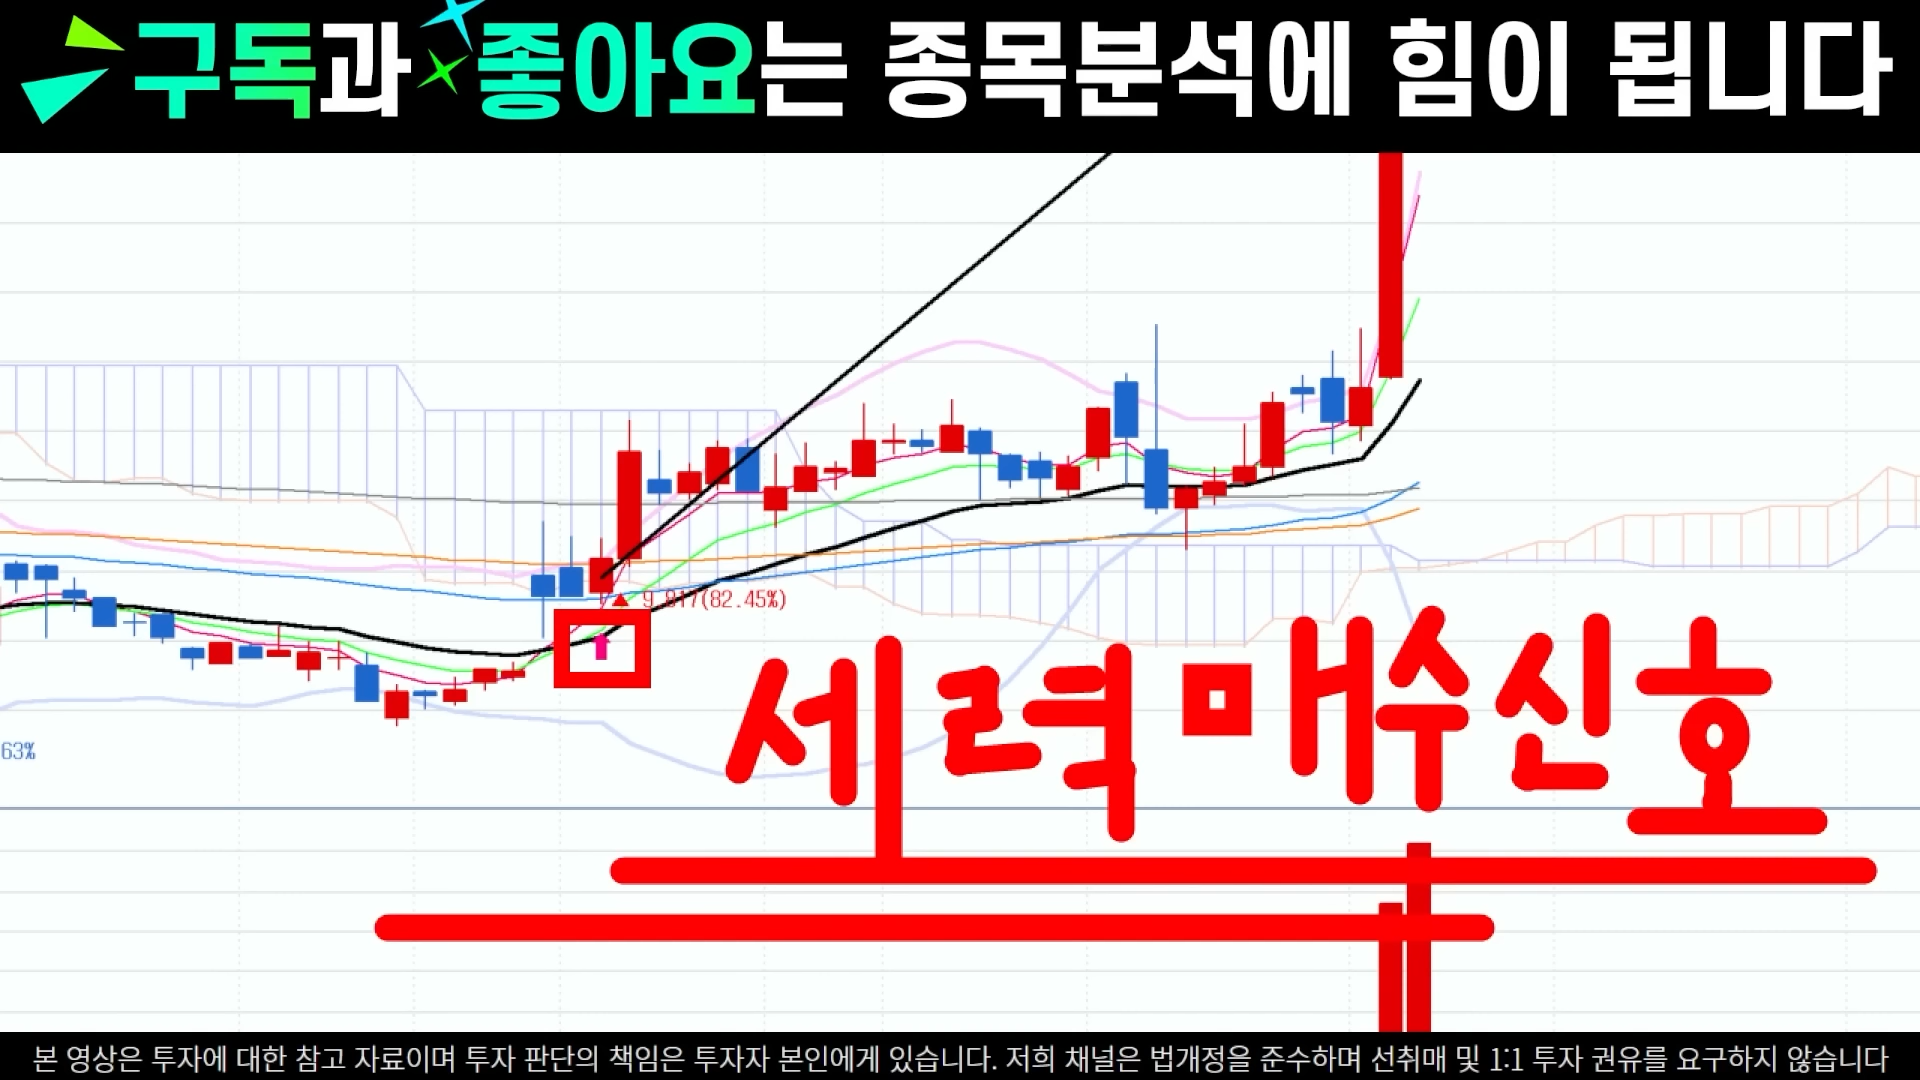 구독과 좋아요는 종목분석에 힘이 됩니다
9,817(82.45%)
세력매수신호
63%
본 영상은 투자에 대한 참고 자료이며 투자 판단의 책임은 투자자 본인에게 있습니다. 저희 채널은 법개정을 준수하며 선취매 및 1:1 투자 권유를 요구하지 않습니다